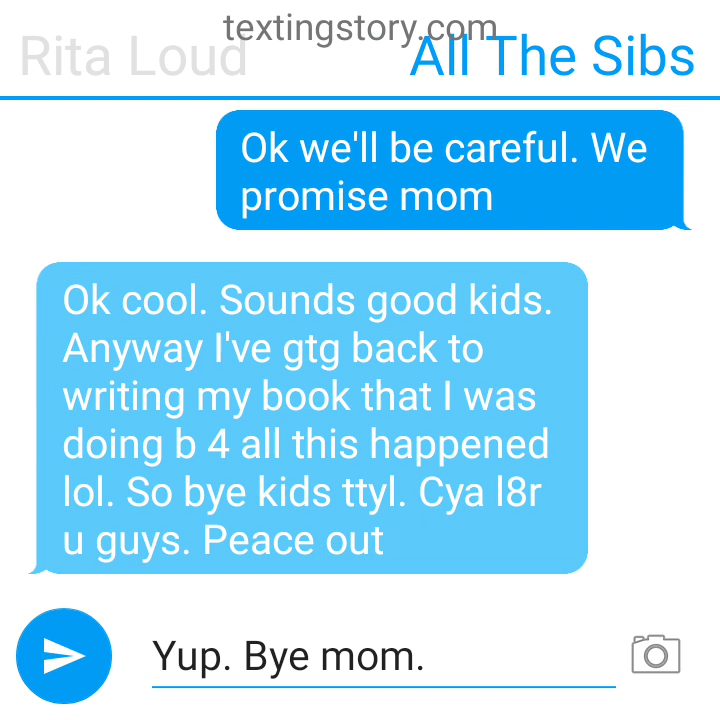 textingstory.com
Rita Loud
All The Sibs
Ok we'll be careful. We
promise mom
Ok cool. Sounds good kids.
Anyway I've gtg back to
writing my book that I was
doing b 4 all this happened
lol. So bye kids ttyl. Cya l8r
u guys. Peace out
Yup. Bye mom.